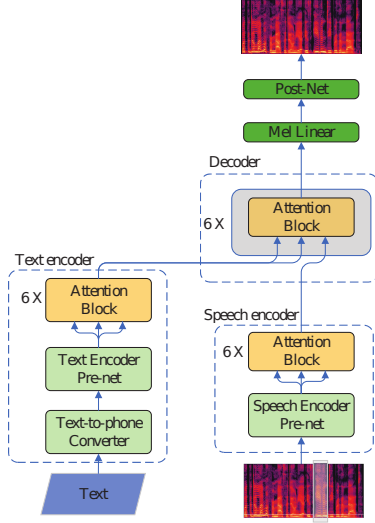 Post-Net
Mel Linear
Decoder
6 X
Attention
Block
Text encoder
6 X
Attention
Block
Text Encoder
Pre-net
Text-to-phone
Converter
Text
Speech encoder
6 X
Attention
Block
Speech Encoder
Pre-net